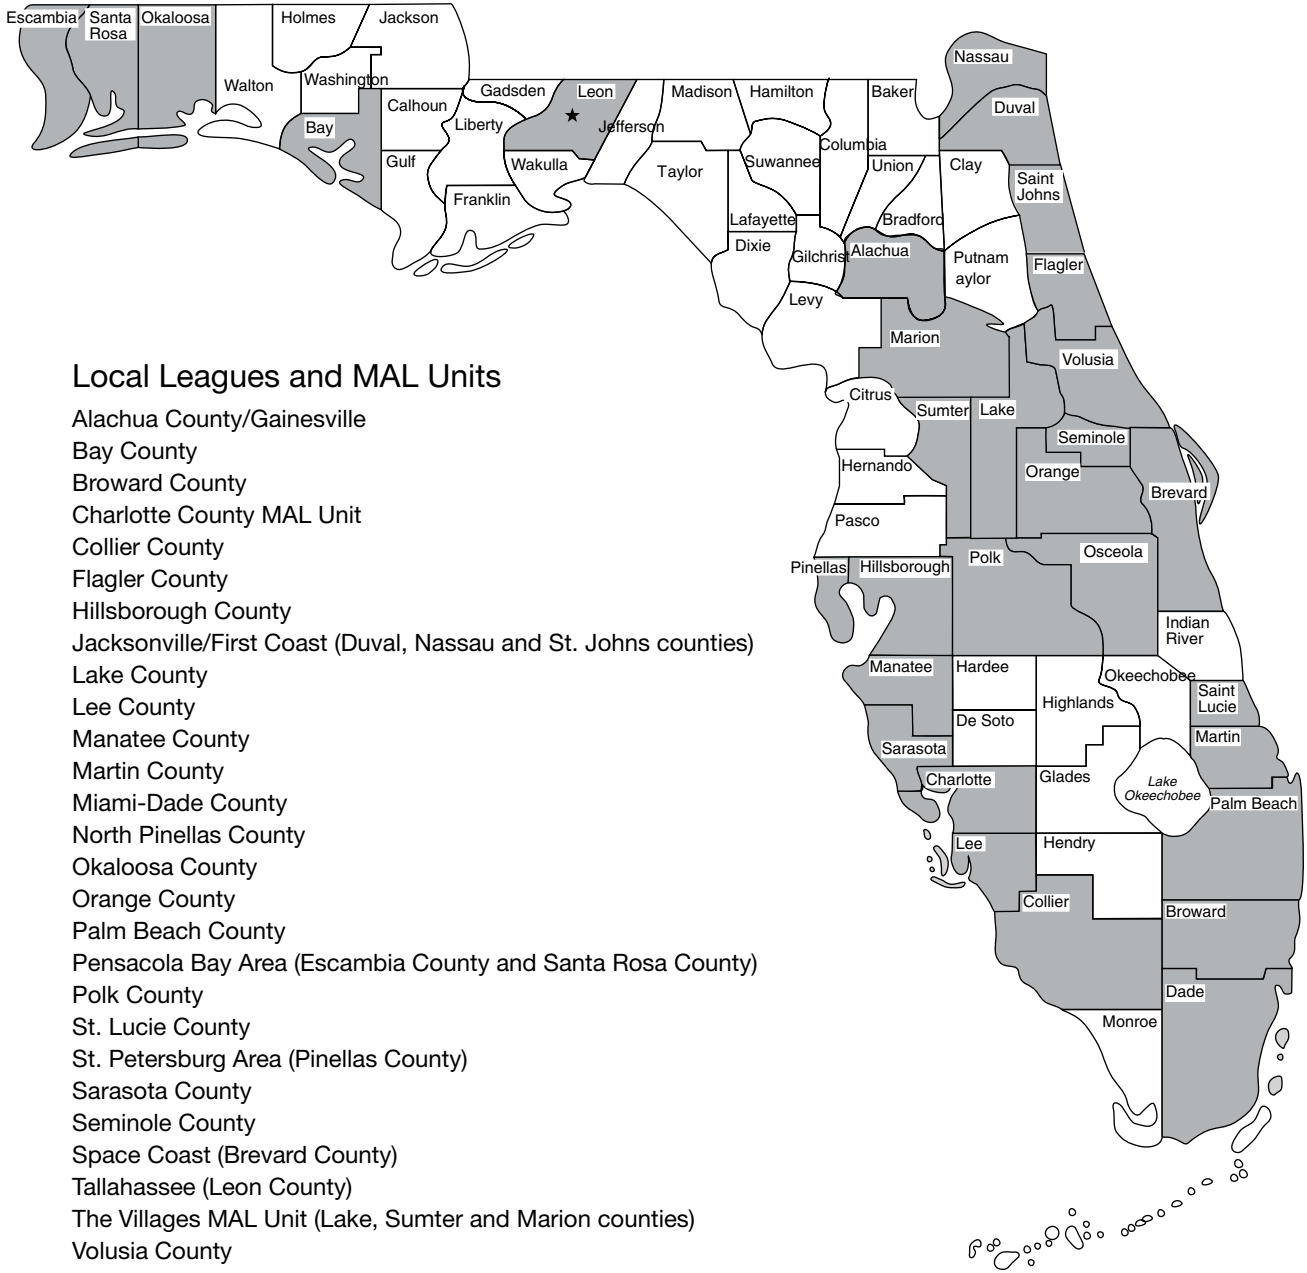 Escambia
Santa
Rosa
Okaloosa
Holmes
Jackson
Walton
Washington
Bay
Calhoun
Gulf
Liberty
Gadsden
Franklin
Leon
Wakulla
Jefferson
Madison
Taylor
Hamilton
Suwannee
Lafayette
Dixie
Columbia
Gilchrist
Levy
Baker
Union
Bradford
Alachua
Nassau
Duval
Clay
Saint
Johns
Putnam
aylor
Flagler
Marion
Volusia
Citrus
Sumter
Lake
Seminole
Orange
Hernando
Brevard
Pasco
Pinellas
Hillsborough
Polk
Osceola
Indian
River
Manatee
Hardee
Okeechobee
Highlands
Saint
Lucie
De Soto
Sarasota
Martin
Charlotte
Glades
Lake
Okeechobee
Palm Beach
Lee
Hendry
Collier
Broward
Dade
Monroe
Local Leagues and MAL Units
Alachua County/Gainesville
Bay County
Broward County
Charlotte County MAL Unit
Collier County
Flagler County
Hillsborough County
Jacksonville/First Coast (Duval, Nassau and St. Johns counties)
Lake County
Lee County
Manatee County
Martin County
Miami-Dade County
North Pinellas County
Okaloosa County
Orange County
Palm Beach County
Pensacola Bay Area (Escambia County and Santa Rosa County)
Polk County
St. Lucie County
St. Petersburg Area (Pinellas County)
Sarasota County
Seminole County
Space Coast (Brevard County)
Tallahassee (Leon County)
The Villages MAL Unit (Lake, Sumter and Marion counties)
Volusia County